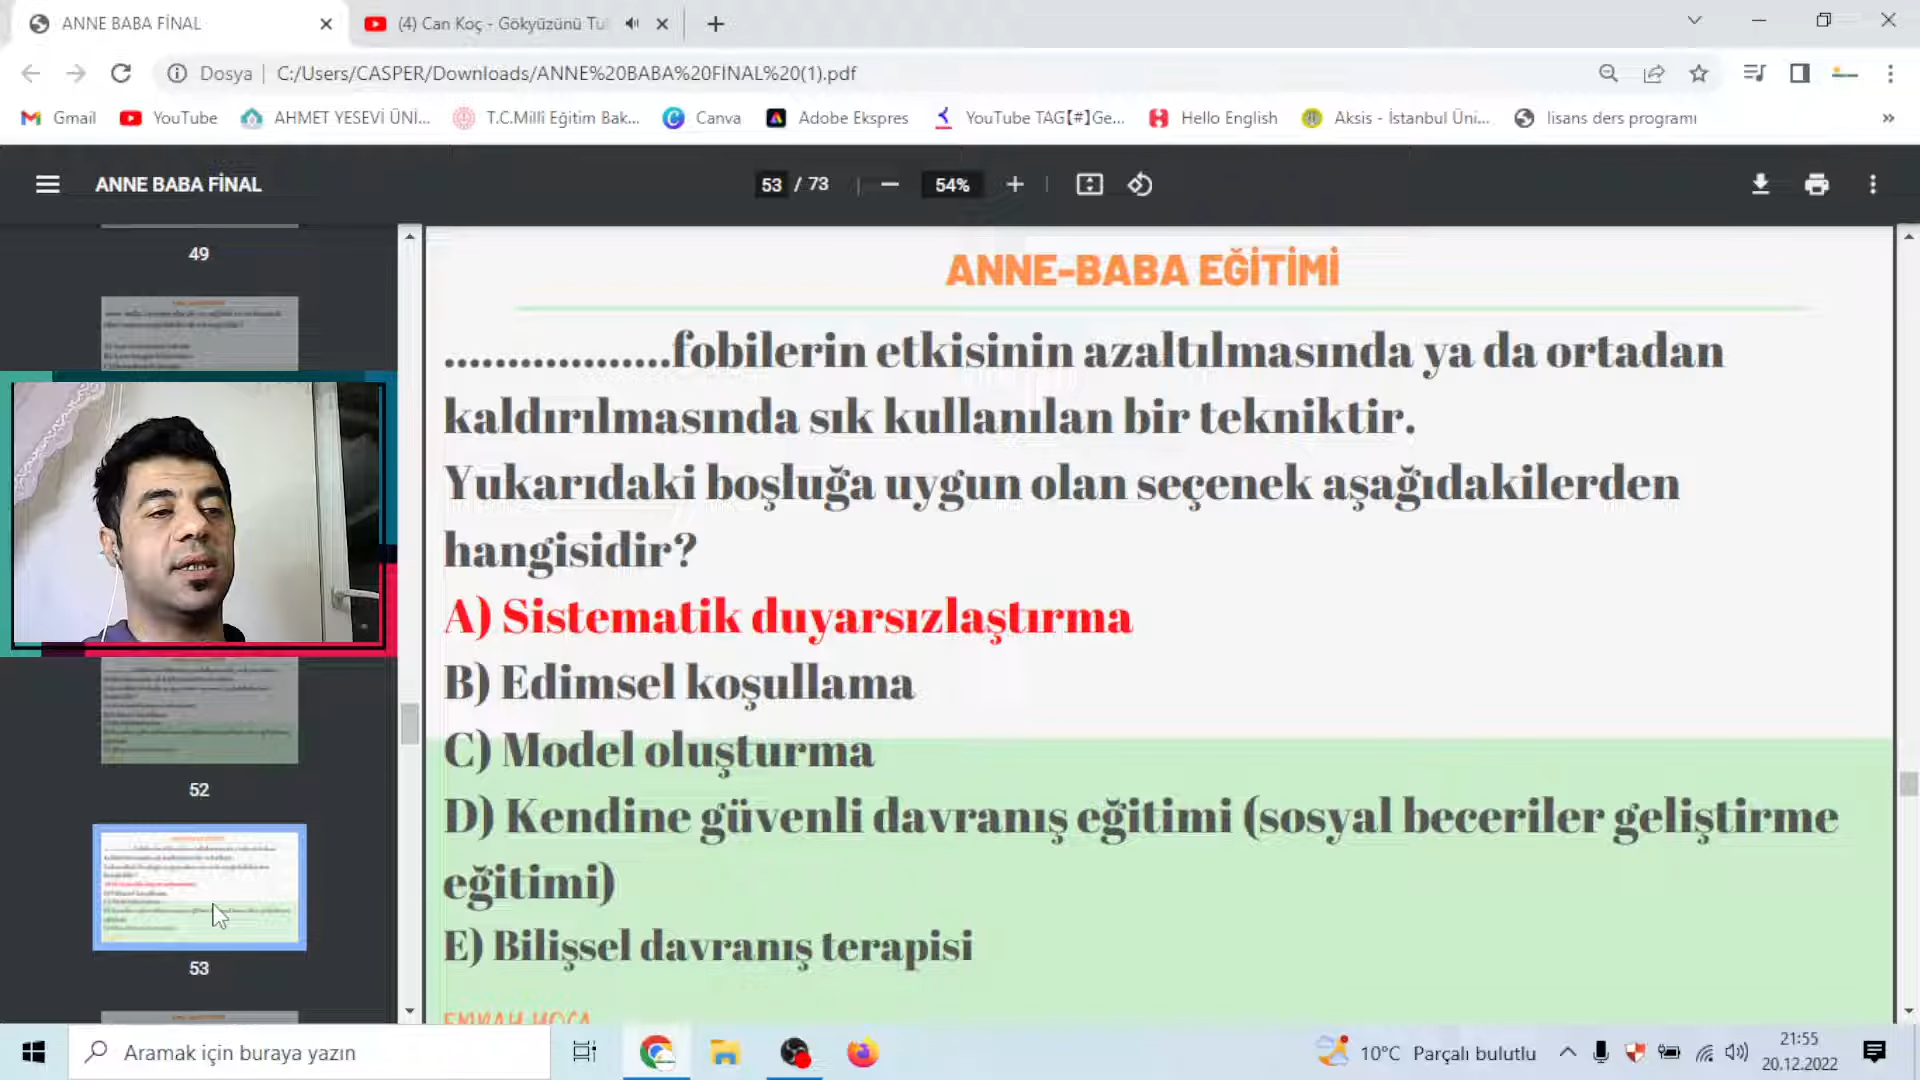 ANNE BABA FİNAL
(4) Can Koç - Gökyüzünü Tu
Dosya | C:/Users/CASPER/Downloads/ANNE%20BABA%20FINAL%20(1).pdf
Gmail
YouTube
AHMET YESEVİ ÜNİ...
T.C.Millî Eğitim Bak...
Canva
Adobe Ekspres
YouTube TAG【#】Ge...
Hello English
Aksis - İstanbul Üni...
lisans ders programı
»
ANNE BABA FİNAL
53 / 73
54%
49
52
53
ANNE-BABA EĞİTİMİ
..................fobilerin etkisinin azaltılmasında ya da ortadan
kaldırılmasında sık kullanılan bir tekniktir.
Yukarıdaki boşluğa uygun olan seçenek aşağıdakilerden
hangisidir?
A) Sistematik duyarsızlaştırma
B) Edimsel koşullama
C) Model oluşturma
D) Kendine güvenli davranış eğitimi (sosyal beceriler geliştirme
eğitimi)
E) Bilişsel davranış terapisi
Aramak için buraya yazın
10°C Parçalı bulutlu
21:55
20.12.2022